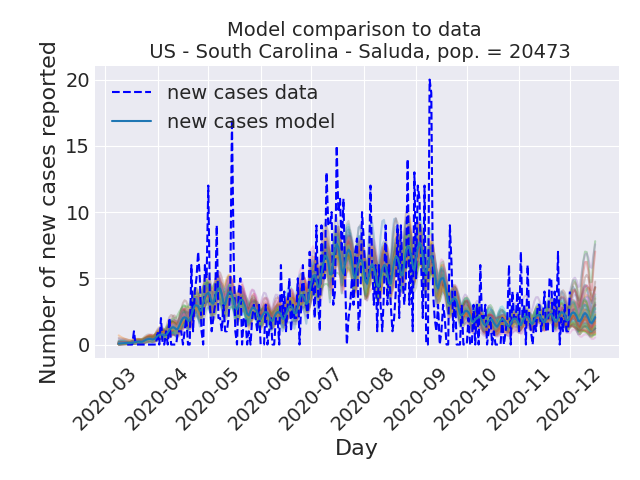 Model comparison to data
US - South Carolina - Saluda, pop. = 20473
Number of new cases reported
20
15
10
5
0
new cases data
new cases model
2020-03
2020-04
2020-05
2020-06
2020-07
2020-08
2020-09
2020-10
2020-11
2020-12
Day